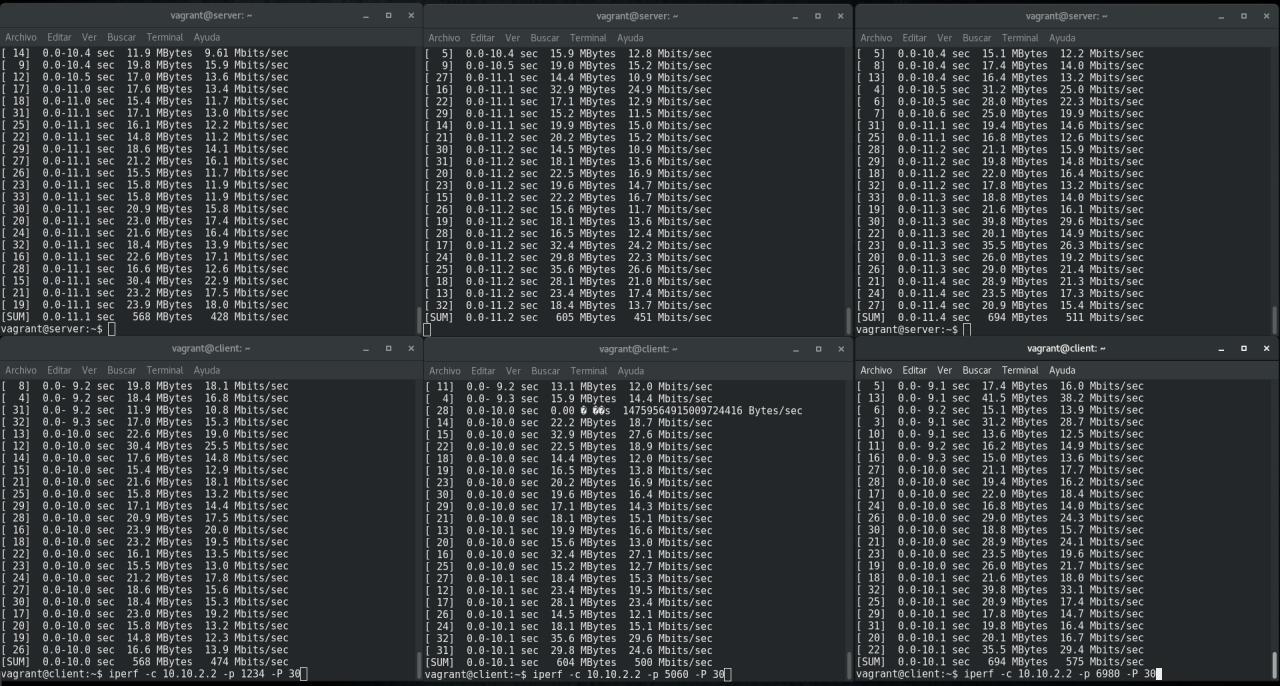 vagrant@server: ~
Archivo Editar Ver Buscar Terminal Ayuda
[ 14] 0.0-10.4 sec 11.9 MBytes 9.61 Mbits/sec
[ 9] 0.0-10.4 sec 19.8 MBytes 15.9 Mbits/sec
[ 12] 0.0-10.5 sec 17.0 MBytes 13.6 Mbits/sec
[ 17] 0.0-11.0 sec 17.6 MBytes 13.4 Mbits/sec
[ 18] 0.0-11.0 sec 15.4 MBytes 11.7 Mbits/sec
[ 31] 0.0-11.1 sec 17.1 MBytes 13.0 Mbits/sec
[ 25] 0.0-11.1 sec 16.1 MBytes 12.2 Mbits/sec
[ 22] 0.0-11.1 sec 14.8 MBytes 11.2 Mbits/sec
[ 29] 0.0-11.1 sec 18.6 MBytes 14.1 Mbits/sec
[ 27] 0.0-11.1 sec 21.2 MBytes 16.1 Mbits/sec
[ 26] 0.0-11.1 sec 15.5 MBytes 11.7 Mbits/sec
[ 23] 0.0-11.1 sec 15.8 MBytes 11.9 Mbits/sec
[ 33] 0.0-11.1 sec 15.8 MBytes 11.9 Mbits/sec
[ 30] 0.0-11.1 sec 20.9 MBytes 15.8 Mbits/sec
[ 20] 0.0-11.1 sec 23.0 MBytes 17.4 Mbits/sec
[ 24] 0.0-11.1 sec 21.6 MBytes 16.4 Mbits/sec
[ 32] 0.0-11.1 sec 18.4 MBytes 13.9 Mbits/sec
[ 16] 0.0-11.1 sec 22.6 MBytes 17.1 Mbits/sec
[ 28] 0.0-11.1 sec 16.6 MBytes 12.6 Mbits/sec
[ 15] 0.0-11.1 sec 30.4 MBytes 22.9 Mbits/sec
[ 21] 0.0-11.1 sec 23.2 MBytes 17.5 Mbits/sec
[ 19] 0.0-11.1 sec 23.9 MBytes 18.0 Mbits/sec
[SUM] 0.0-11.1 sec 568 MBytes 428 Mbits/sec
vagrant@server:~$
vagrant@server: ~
Archivo Editar Ver Buscar Terminal Ayuda
[ 5] 0.0-10.4 sec 15.9 MBytes 12.8 Mbits/sec
[ 9] 0.0-10.5 sec 19.0 MBytes 15.2 Mbits/sec
[ 27] 0.0-11.1 sec 14.4 MBytes 10.9 Mbits/sec
[ 16] 0.0-11.1 sec 32.9 MBytes 24.9 Mbits/sec
[ 22] 0.0-11.1 sec 17.1 MBytes 12.9 Mbits/sec
[ 29] 0.0-11.1 sec 15.2 MBytes 11.5 Mbits/sec
[ 14] 0.0-11.1 sec 19.9 MBytes 15.0 Mbits/sec
[ 21] 0.0-11.2 sec 20.2 MBytes 15.2 Mbits/sec
[ 30] 0.0-11.2 sec 14.5 MBytes 10.9 Mbits/sec
[ 31] 0.0-11.2 sec 18.1 MBytes 13.6 Mbits/sec
[ 20] 0.0-11.2 sec 22.5 MBytes 16.9 Mbits/sec
[ 23] 0.0-11.2 sec 19.6 MBytes 14.7 Mbits/sec
[ 15] 0.0-11.2 sec 22.2 MBytes 16.7 Mbits/sec
[ 26] 0.0-11.2 sec 15.6 MBytes 11.7 Mbits/sec
[ 19] 0.0-11.2 sec 18.1 MBytes 13.6 Mbits/sec
[ 28] 0.0-11.2 sec 16.5 MBytes 12.4 Mbits/sec
[ 17] 0.0-11.2 sec 32.4 MBytes 24.2 Mbits/sec
[ 24] 0.0-11.2 sec 29.8 MBytes 22.3 Mbits/sec
[ 25] 0.0-11.2 sec 35.6 MBytes 26.6 Mbits/sec
[ 18] 0.0-11.2 sec 28.1 MBytes 21.0 Mbits/sec
[ 13] 0.0-11.2 sec 23.4 MBytes 17.4 Mbits/sec
[ 32] 0.0-11.2 sec 18.4 MBytes 13.7 Mbits/sec
[SUM] 0.0-11.2 sec 605 MBytes 451 Mbits/sec
vagrant@server: ~
Archivo Editar Ver Buscar Terminal Ayuda
[ 5] 0.0-10.4 sec 15.1 MBytes 12.2 Mbits/sec
[ 8] 0.0-10.4 sec 17.4 MBytes 14.0 Mbits/sec
[ 13] 0.0-10.4 sec 16.4 MBytes 13.2 Mbits/sec
[ 4] 0.0-10.5 sec 31.2 MBytes 25.0 Mbits/sec
[ 6] 0.0-10.5 sec 28.0 MBytes 22.3 Mbits/sec
[ 7] 0.0-10.6 sec 25.0 MBytes 19.9 Mbits/sec
[ 31] 0.0-11.1 sec 19.4 MBytes 14.6 Mbits/sec
[ 25] 0.0-11.1 sec 16.8 MBytes 12.6 Mbits/sec
[ 28] 0.0-11.2 sec 21.1 MBytes 15.9 Mbits/sec
[ 29] 0.0-11.2 sec 19.8 MBytes 14.8 Mbits/sec
[ 18] 0.0-11.2 sec 22.0 MBytes 16.4 Mbits/sec
[ 32] 0.0-11.2 sec 17.8 MBytes 13.2 Mbits/sec
[ 33] 0.0-11.2 sec 18.8 MBytes 14.0 Mbits/sec
[ 19] 0.0-11.3 sec 21.6 MBytes 16.1 Mbits/sec
[ 30] 0.0-11.3 sec 39.8 MBytes 29.6 Mbits/sec
[ 22] 0.0-11.3 sec 20.1 MBytes 14.9 Mbits/sec
[ 23] 0.0-11.3 sec 35.5 MBytes 26.3 Mbits/sec
[ 20] 0.0-11.3 sec 26.0 MBytes 19.2 Mbits/sec
[ 26] 0.0-11.3 sec 29.0 MBytes 21.4 Mbits/sec
[ 21] 0.0-11.4 sec 28.9 MBytes 21.3 Mbits/sec
[ 24] 0.0-11.4 sec 23.5 MBytes 17.3 Mbits/sec
[ 27] 0.0-11.4 sec 20.9 MBytes 15.4 Mbits/sec
[SUM] 0.0-11.4 sec 694 MBytes 511 Mbits/sec
vagrant@server:~$
vagrant@client: ~
Archivo Editar Ver Buscar Terminal Ayuda
[ 8] 0.0- 9.2 sec 19.8 MBytes 18.1 Mbits/sec
[ 4] 0.0- 9.2 sec 18.4 MBytes 16.8 Mbits/sec
[ 31] 0.0- 9.2 sec 11.9 MBytes 10.8 Mbits/sec
[ 32] 0.0- 9.3 sec 17.0 MBytes 15.3 Mbits/sec
[ 13] 0.0-10.0 sec 22.6 MBytes 19.0 Mbits/sec
[ 12] 0.0-10.0 sec 30.4 MBytes 25.5 Mbits/sec
[ 14] 0.0-10.0 sec 17.6 MBytes 14.8 Mbits/sec
[ 15] 0.0-10.0 sec 15.4 MBytes 12.9 Mbits/sec
[ 21] 0.0-10.0 sec 21.6 MBytes 18.1 Mbits/sec
[ 25] 0.0-10.0 sec 15.8 MBytes 13.2 Mbits/sec
[ 29] 0.0-10.0 sec 17.1 MBytes 14.4 Mbits/sec
[ 28] 0.0-10.0 sec 20.9 MBytes 17.5 Mbits/sec
[ 16] 0.0-10.0 sec 23.9 MBytes 20.0 Mbits/sec
[ 18] 0.0-10.0 sec 23.2 MBytes 19.5 Mbits/sec
[ 22] 0.0-10.0 sec 16.1 MBytes 13.5 Mbits/sec
[ 23] 0.0-10.0 sec 15.5 MBytes 13.0 Mbits/sec
[ 24] 0.0-10.0 sec 21.2 MBytes 17.8 Mbits/sec
[ 27] 0.0-10.0 sec 18.6 MBytes 15.6 Mbits/sec
[ 30] 0.0-10.0 sec 18.4 MBytes 15.3 Mbits/sec
[ 17] 0.0-10.0 sec 23.0 MBytes 19.2 Mbits/sec
[ 20] 0.0-10.0 sec 15.8 MBytes 13.2 Mbits/sec
[ 19] 0.0-10.0 sec 14.8 MBytes 12.3 Mbits/sec
[ 26] 0.0-10.0 sec 16.6 MBytes 13.9 Mbits/sec
[SUM] 0.0-10.0 sec 568 MBytes 474 Mbits/sec
vagrant@client:~$ iperf -c 10.10.2.2 -p 1234 -P 30
vagrant@client: ~
Archivo Editar Ver Buscar Terminal Ayuda
[ 11] 0.0- 9.2 sec 13.1 MBytes 12.0 Mbits/sec
[ 4] 0.0- 9.3 sec 15.9 MBytes 14.4 Mbits/sec
[ 28] 0.0-10.0 sec 0.00 � ��s 14759564915009724416 Bytes/sec
[ 14] 0.0-10.0 sec 22.2 MBytes 18.7 Mbits/sec
[ 15] 0.0-10.0 sec 32.9 MBytes 27.6 Mbits/sec
[ 22] 0.0-10.0 sec 22.5 MBytes 18.9 Mbits/sec
[ 18] 0.0-10.0 sec 14.4 MBytes 12.0 Mbits/sec
[ 19] 0.0-10.0 sec 16.5 MBytes 13.8 Mbits/sec
[ 23] 0.0-10.0 sec 20.2 MBytes 16.9 Mbits/sec
[ 30] 0.0-10.0 sec 19.6 MBytes 16.4 Mbits/sec
[ 29] 0.0-10.0 sec 17.1 MBytes 14.3 Mbits/sec
[ 21] 0.0-10.0 sec 18.1 MBytes 15.1 Mbits/sec
[ 13] 0.0-10.0 sec 19.9 MBytes 16.6 Mbits/sec
[ 20] 0.0-10.0 sec 15.6 MBytes 13.0 Mbits/sec
[ 16] 0.0-10.0 sec 32.4 MBytes 27.1 Mbits/sec
[ 25] 0.0-10.0 sec 15.2 MBytes 12.7 Mbits/sec
[ 27] 0.0-10.1 sec 18.4 MBytes 15.3 Mbits/sec
[ 12] 0.0-10.1 sec 23.4 MBytes 19.5 Mbits/sec
[ 17] 0.0-10.1 sec 28.1 MBytes 23.4 Mbits/sec
[ 26] 0.0-10.1 sec 14.5 MBytes 12.1 Mbits/sec
[ 24] 0.0-10.1 sec 18.1 MBytes 15.1 Mbits/sec
[ 32] 0.0-10.1 sec 35.6 MBytes 29.6 Mbits/sec
[ 31] 0.0-10.1 sec 29.8 MBytes 24.6 Mbits/sec
[SUM] 0.0-10.1 sec 604 MBytes 500 Mbits/sec
vagrant@client:~$ iperf -c 10.10.2.2 -p 5060 -P 30
vagrant@client: ~
Archivo Editar Ver Buscar Terminal Ayuda
[ 5] 0.0- 9.1 sec 17.4 MBytes 16.0 Mbits/sec
[ 13] 0.0- 9.1 sec 41.5 MBytes 38.2 Mbits/sec
[ 6] 0.0- 9.2 sec 15.1 MBytes 13.9 Mbits/sec
[ 3] 0.0- 9.1 sec 31.2 MBytes 28.7 Mbits/sec
[ 10] 0.0- 9.1 sec 13.6 MBytes 12.5 Mbits/sec
[ 11] 0.0- 9.2 sec 16.2 MBytes 14.9 Mbits/sec
[ 16] 0.0- 9.3 sec 15.0 MBytes 13.6 Mbits/sec
[ 27] 0.0-10.0 sec 21.1 MBytes 17.7 Mbits/sec
[ 28] 0.0-10.0 sec 19.4 MBytes 16.2 Mbits/sec
[ 17] 0.0-10.0 sec 22.0 MBytes 18.4 Mbits/sec
[ 24] 0.0-10.0 sec 16.8 MBytes 14.0 Mbits/sec
[ 26] 0.0-10.0 sec 29.0 MBytes 24.3 Mbits/sec
[ 30] 0.0-10.0 sec 18.8 MBytes 15.7 Mbits/sec
[ 21] 0.0-10.0 sec 28.9 MBytes 24.1 Mbits/sec
[ 23] 0.0-10.0 sec 23.5 MBytes 19.6 Mbits/sec
[ 19] 0.0-10.0 sec 26.0 MBytes 21.7 Mbits/sec
[ 18] 0.0-10.1 sec 21.6 MBytes 18.0 Mbits/sec
[ 32] 0.0-10.1 sec 39.8 MBytes 33.1 Mbits/sec
[ 25] 0.0-10.1 sec 20.9 MBytes 17.4 Mbits/sec
[ 29] 0.0-10.1 sec 17.8 MBytes 14.7 Mbits/sec
[ 31] 0.0-10.1 sec 19.8 MBytes 16.4 Mbits/sec
[ 20] 0.0-10.1 sec 20.1 MBytes 16.7 Mbits/sec
[ 22] 0.0-10.1 sec 35.5 MBytes 29.4 Mbits/sec
[SUM] 0.0-10.1 sec 694 MBytes 575 Mbits/sec
vagrant@client:~$ iperf -c 10.10.2.2 -p 6980 -P 30